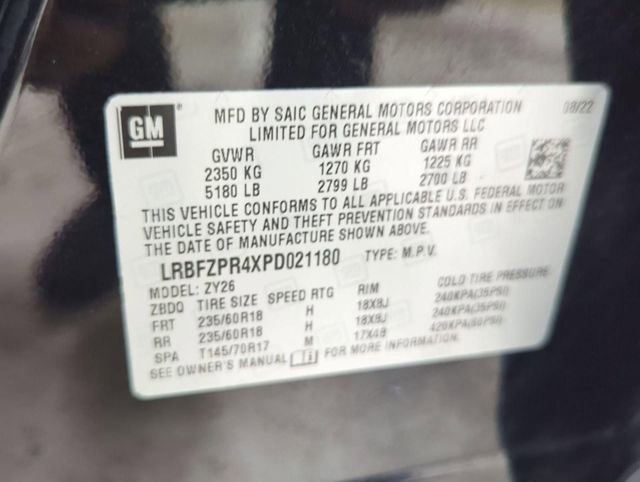 GM
MFD BY SAIC GENERAL MOTORS CORPORATION 08/22
LIMITED FOR GENERAL MOTORS LLC
GVWR GAWR FRT GAWR RR
2350 KG 1270 KG 1225 KG
5180 LB 2799 LB 2700 LB
THIS VEHICLE CONFORMS TO ALL APPLICABLE U.S. FEDERAL MOTOR
VEHICLE SAFETY AND THEFT PREVENTION STANDARDS IN EFFECT ON
THE DATE OF MANUFACTURE SHOWN ABOVE.
LRBFZPR4XPD021180 TYPE: M.P.V.
MODEL: ZY26
ZBDO TIRE SIZE SPEED RTG RIM COLD TIRE PRESSURE
FRT 235/60R18 H 18X8J 240KPA(35PSI)
RR 235/60R18 H 18X8J 240KPA(35PSI)
SPA T145/70R17 M 17X4B 420KPA(60PSI)
SEE OWNER'S MANUAL FOR MORE INFORMATION.